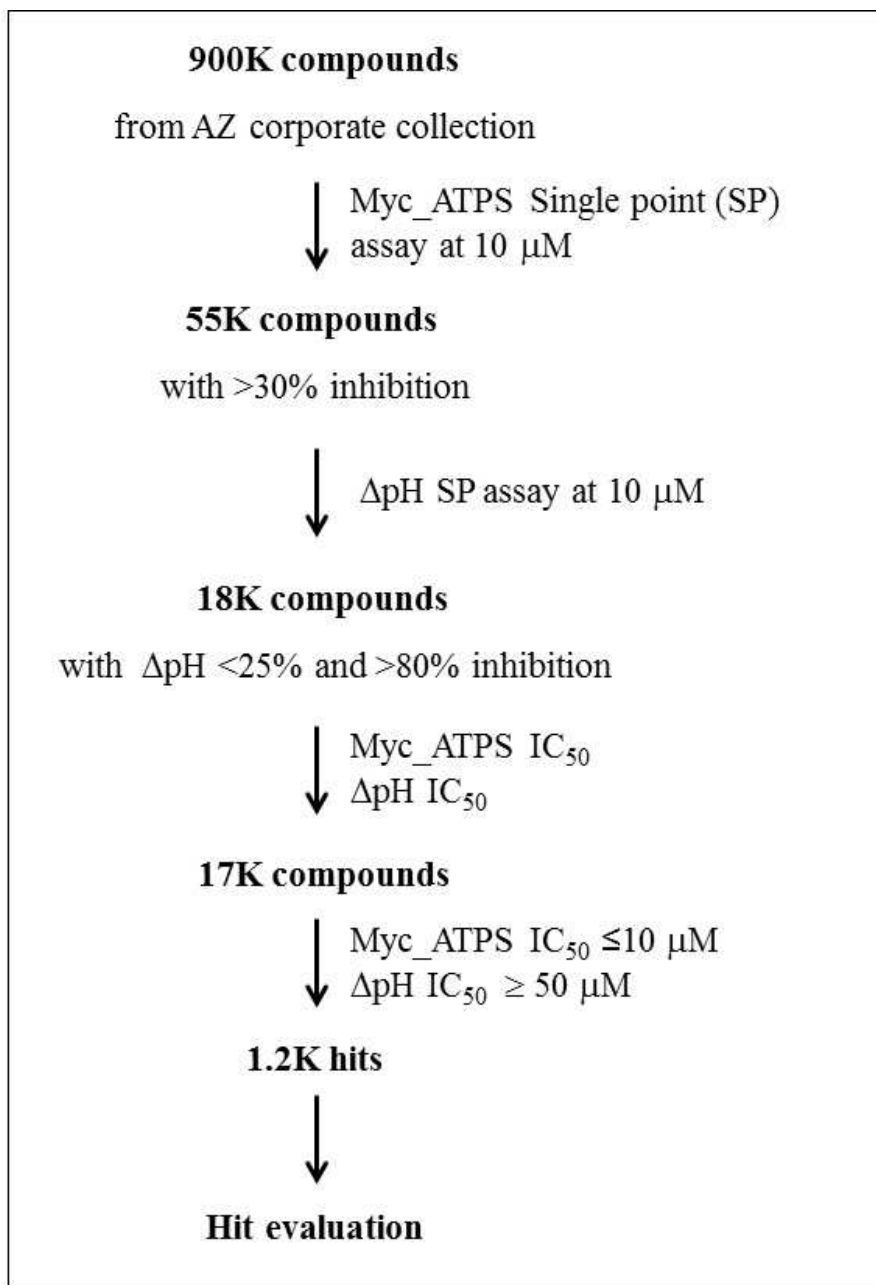 900K compounds
from AZ corporate collection
Myc_ATPS Single point (SP)
assay at 10 μM
55K compounds
with >30% inhibition
ΔpH SP assay at 10 μM
18K compounds
with ΔpH <25% and >80% inhibition
Myc_ATPS IC₅₀
ΔpH IC₅₀
17K compounds
Myc_ATPS IC₅₀ ≤10 μM
ΔpH IC₅₀ ≥ 50 μM
1.2K hits
Hit evaluation